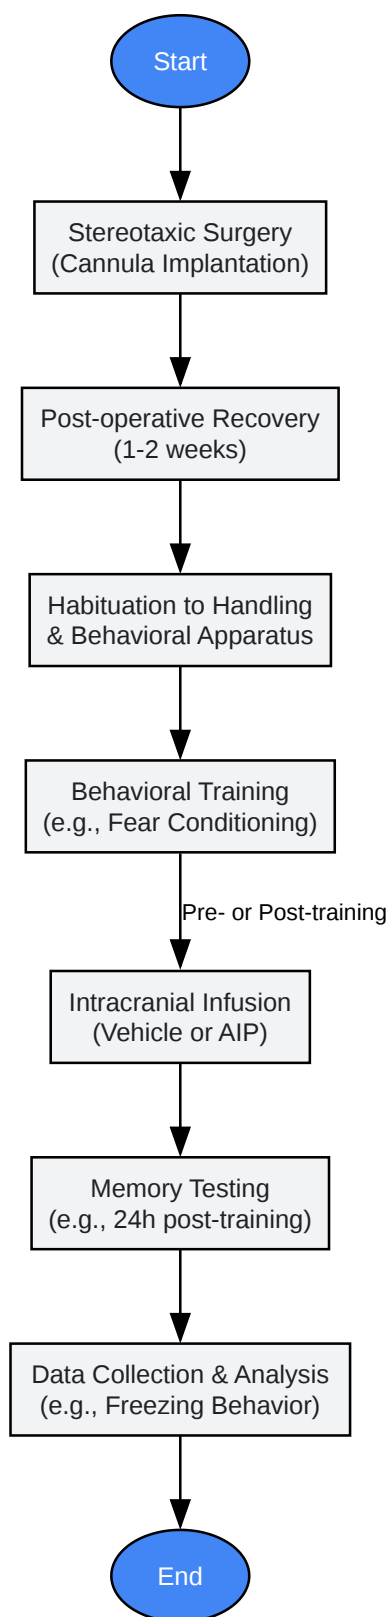 Start
Stereotaxic Surgery
(Cannula Implantation)
Post-operative Recovery
(1-2 weeks)
Habituation to Handling
& Behavioral Apparatus
Behavioral Training
(e.g., Fear Conditioning)
Pre- or Post-training
Intracranial Infusion
(Vehicle or AIP)
Memory Testing
(e.g., 24h post-training)
Data Collection & Analysis
(e.g., Freezing Behavior)
End